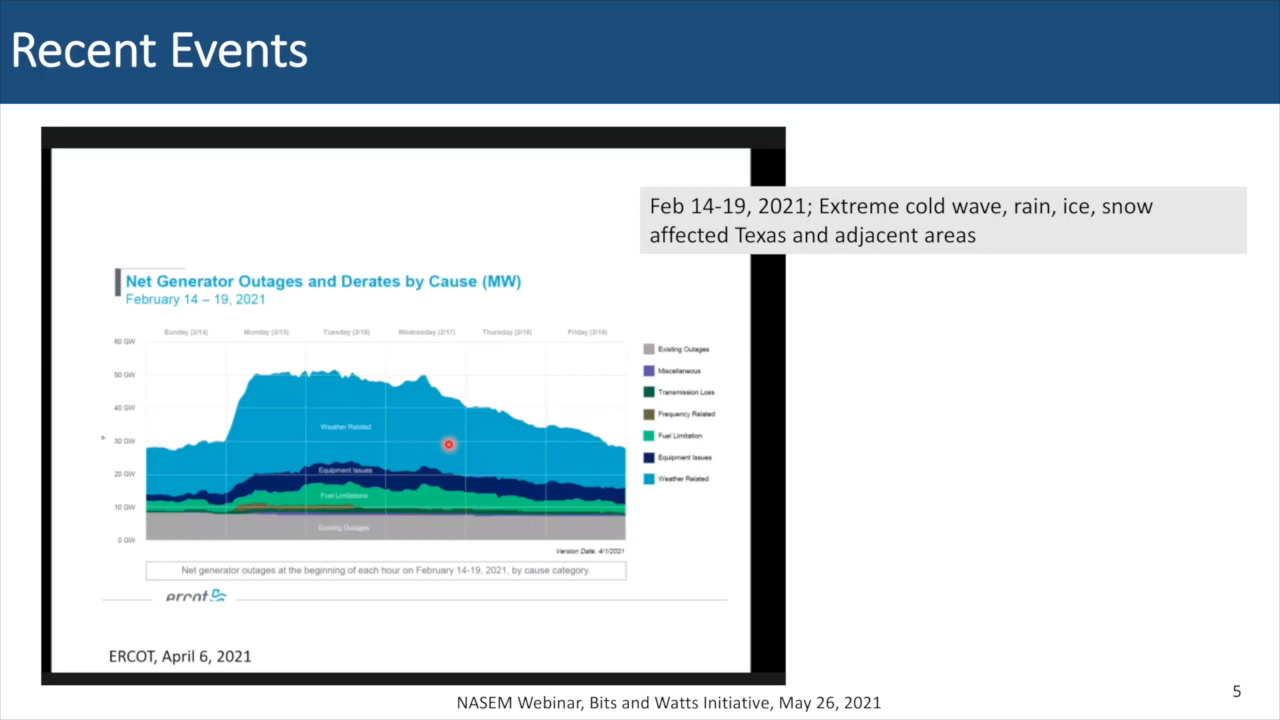 Recent Events
Feb 14-19, 2021; Extreme cold wave, rain, ice, snow
affected Texas and adjacent areas
Net Generator Outages and Derates by Cause (MW)
February 14 – 19, 2021
Sunday (2/14) Monday (2/15) Tuesday (2/16) Wednesday (2/17) Thursday (2/18) Friday (2/19)
60 GW
50 GW
40 GW
30 GW
20 GW
10 GW
0 GW
Weather Related
Equipment Issues
Fuel Limitations
Existing Outages
Existing Outages
Miscellaneous
Transmission Loss
Frequency Related
Fuel Limitation
Equipment Issues
Weather Related
Version Date: 4/1/2021
Net generator outages at the beginning of each hour on February 14-19, 2021, by cause category.
ercot
ERCOT, April 6, 2021
NASEM Webinar, Bits and Watts Initiative, May 26, 2021
5